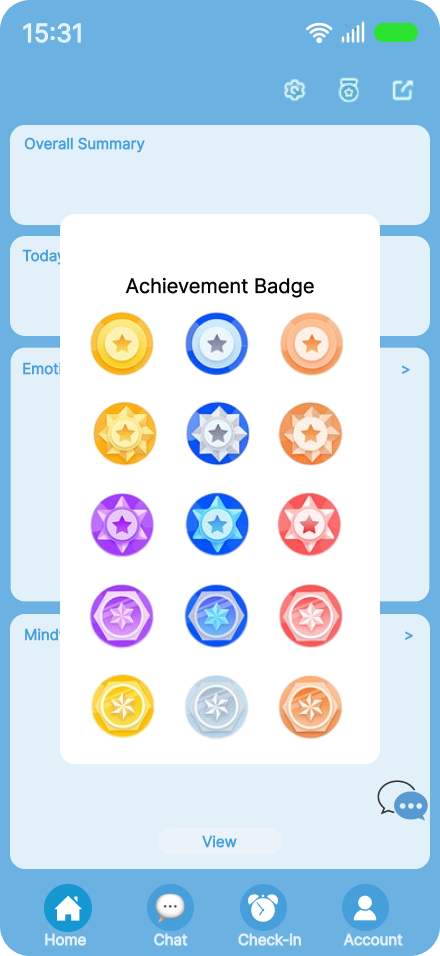 15:31
Overall Summary
Today
Achievement Badge
Emoti
>
Mind
>
View
Home
Chat
Check-in
Account